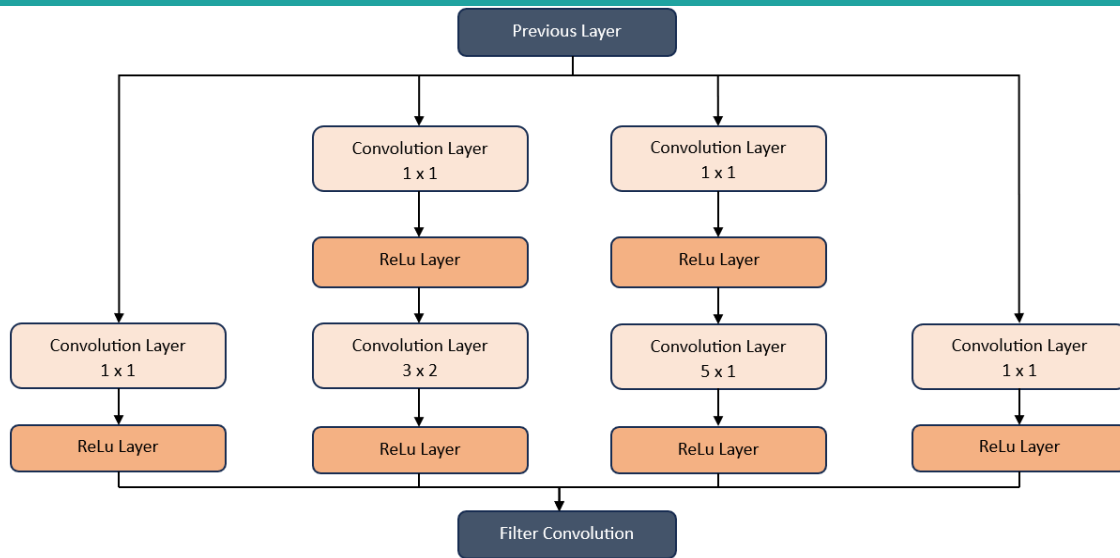 Previous Layer
Convolution Layer
1 x 1
Convolution Layer
1 x 1
ReLu Layer
ReLu Layer
Convolution Layer
1 x 1
Convolution Layer
3 x 2
Convolution Layer
5 x 1
Convolution Layer
1 x 1
ReLu Layer
ReLu Layer
ReLu Layer
ReLu Layer
Filter Convolution